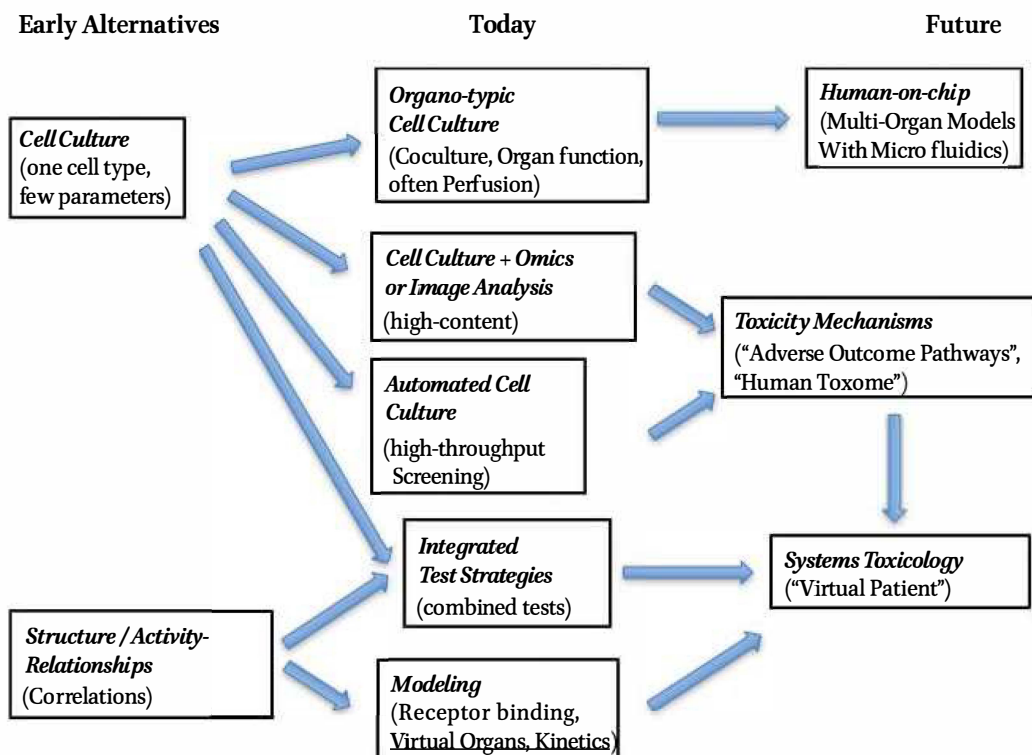 Early Alternatives
Today
Future
Cell Culture
(one cell type,
few parameters)
Organo-typic
Cell Culture
(Coculture, Organ function,
often Perfusion)
Human-on-chip
(Multi-Organ Models
With Micro fluidics)
Cell Culture + Omics
or Image Analysis
(high-content)
Toxicity Mechanisms
(“Adverse Outcome Pathways”,
“Human Toxome”)
Automated Cell
Culture
(high-throughput
Screening)
Integrated
Test Strategies
(combined tests)
Systems Toxicology
(“Virtual Patient”)
Structure / Activity-
Relationships
(Correlations)
Modeling
(Receptor binding,
Virtual Organs, Kinetics)